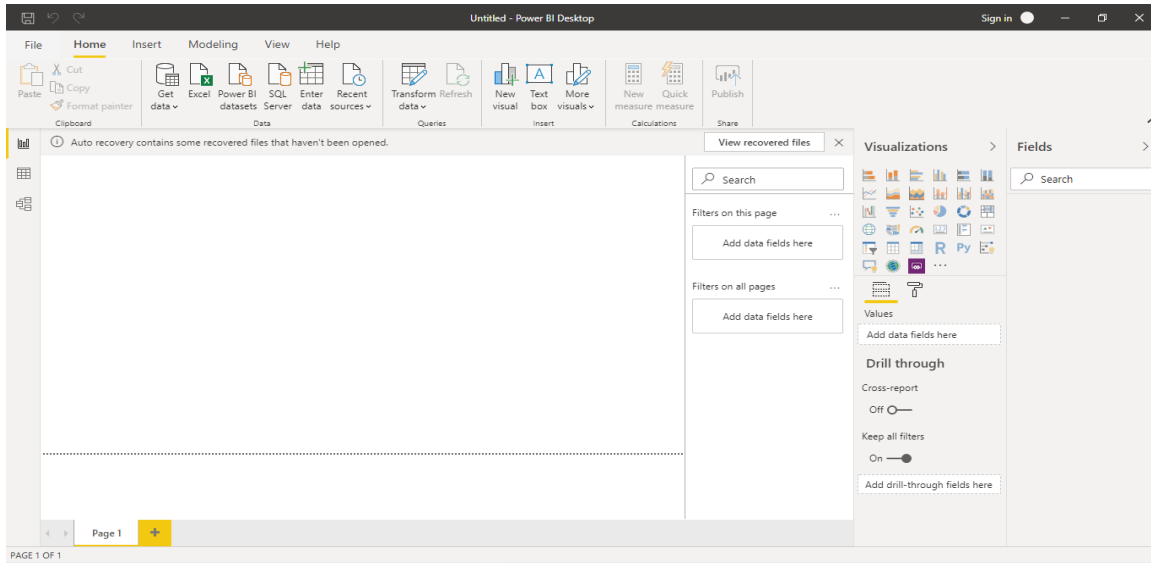 Untitled - Power BI Desktop
Sign in
File Home Insert Modeling View Help
Paste
Cut
Copy
Format painter
Clipboard
Get data
Excel
Power BI datasets
SQL Server
Enter data
Recent sources
Data
Transform data
Refresh
Queries
New visual
Text box
More visuals
Insert
New measure
Quick measure
Calculations
Publish
Share
Auto recovery contains some recovered files that haven't been opened.
View recovered files
Search
Filters on this page
...
Add data fields here
Filters on all pages
...
Add data fields here
Visualizations
R Py
...
Values
Add data fields here
Drill through
Cross-report
Off
Keep all filters
On
Add drill-through fields here
Fields
Search
Page 1
+
PAGE 1 OF 1